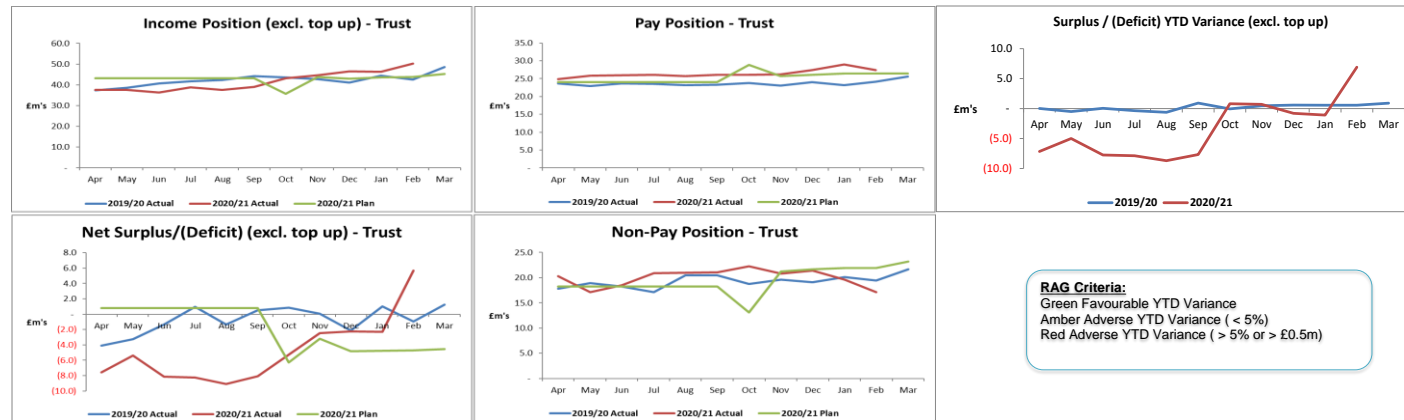 Income Position (excl. top up) - Trust
60.0
50.0
40.0
30.0
20.0
10.0
-
£m's
Apr May Jun Jul Aug Sep Oct Nov Dec Jan Feb Mar
2019/20 Actual 2020/21 Actual 2020/21 Plan
Pay Position - Trust
35.0
30.0
25.0
20.0
15.0
10.0
5.0
-
£m's
Apr May Jun Jul Aug Sep Oct Nov Dec Jan Feb Mar
2019/20 Actual 2020/21 Actual 2020/21 Plan
Surplus / (Deficit) YTD Variance (excl. top up)
10.0
5.0
-
(5.0)
(10.0)
£m's
Apr May Jun Jul Aug Sep Oct Nov Dec Jan Feb Mar
2019/20 2020/21
Net Surplus/(Deficit) (excl. top up) - Trust
8.0
6.0
4.0
2.0
-
(2.0)
(4.0)
(6.0)
(8.0)
(10.0)
£m's
Apr May Jun Jul Aug Sep Oct Nov Dec Jan Feb Mar
2019/20 Actual 2020/21 Actual 2020/21 Plan
Non-Pay Position - Trust
25.0
20.0
15.0
10.0
5.0
-
£m's
Apr May Jun Jul Aug Sep Oct Nov Dec Jan Feb Mar
2019/20 Actual 2020/21 Actual 2020/21 Plan
RAG Criteria:
Green Favourable YTD Variance
Amber Adverse YTD Variance ( < 5%)
Red Adverse YTD Variance ( > 5% or > £0.5m)